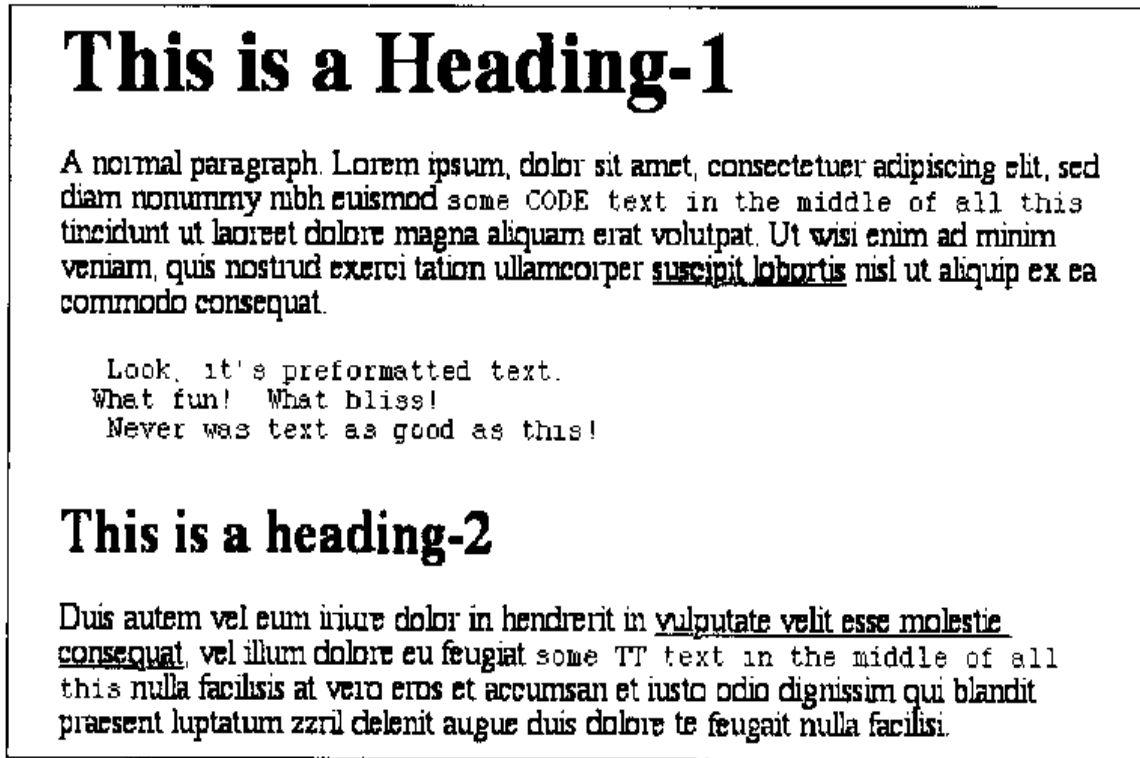 This is a Heading-1
A normal paragraph. Lorem ipsum, dolor sit amet, consectetuer adipiscing elit, sed
diam nonummy nibh euismod some CODE text in the middle of all this
tincidunt ut laoreet dolore magna aliquam erat volutpat. Ut wisi enim ad minim
veniam, quis nostrud exerci tation ullamcorper suscipit lobortis nisl ut aliquip ex ea
commodo consequat.
Look, it's preformatted text.
What fun!  What bliss!
Never was text as good as this!
This is a heading-2
Duis autem vel eum iriure dolor in hendrerit in vulputate velit esse molestie
consequat, vel illum dolore eu feugiat some TT text in the middle of all
this nulla facilisis at vero eros et accumsan et iusto odio dignissim qui blandit
praesent luptatum zzril delenit augue duis dolore te feugait nulla facilisi.